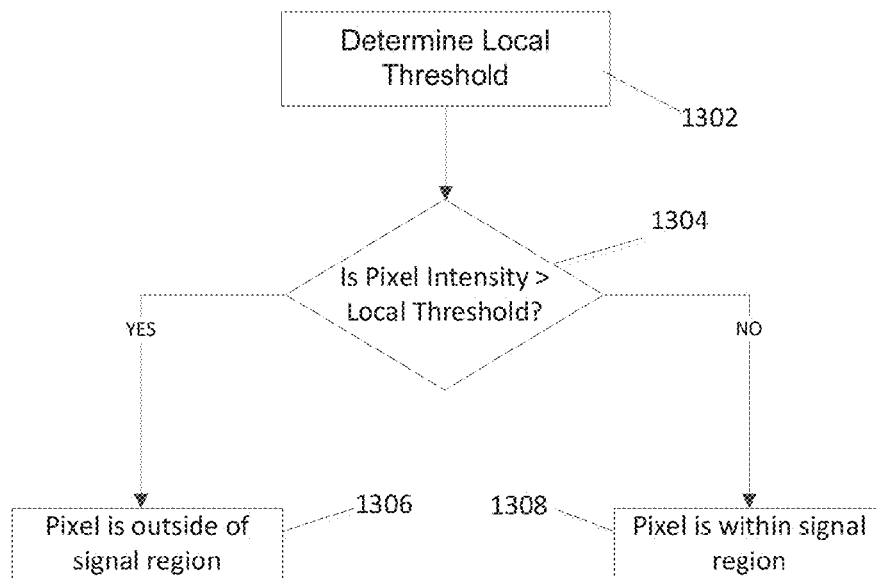 Determine Local
Threshold
1302
1304
Is Pixel Intensity >
Local Threshold?
YES
NO
1306
1308
Pixel is outside of
signal region
Pixel is within signal
region